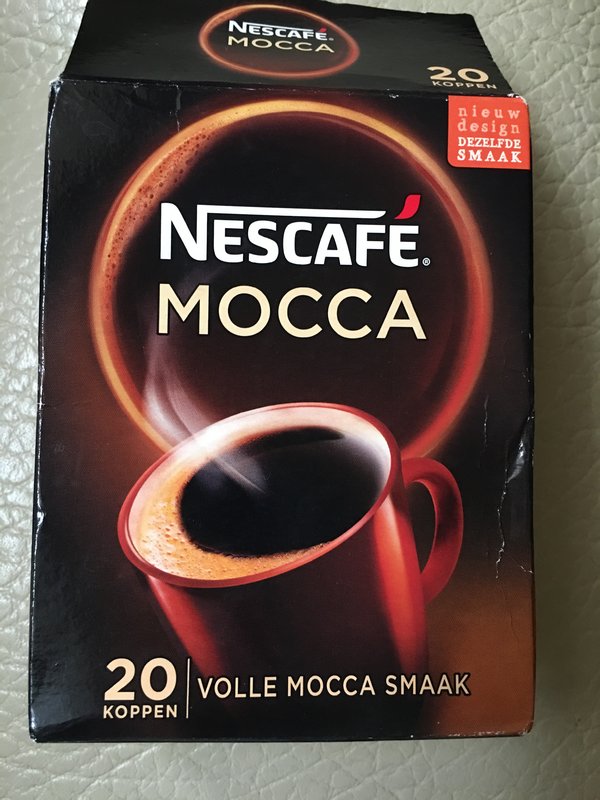 NESCAFÉ®
MOCCA
20
KOPPEN
nieuw
design
DEZELFDE
SMAAK
NESCAFÉ®
MOCCA
20
KOPPEN
VOLLE MOCCA SMAAK